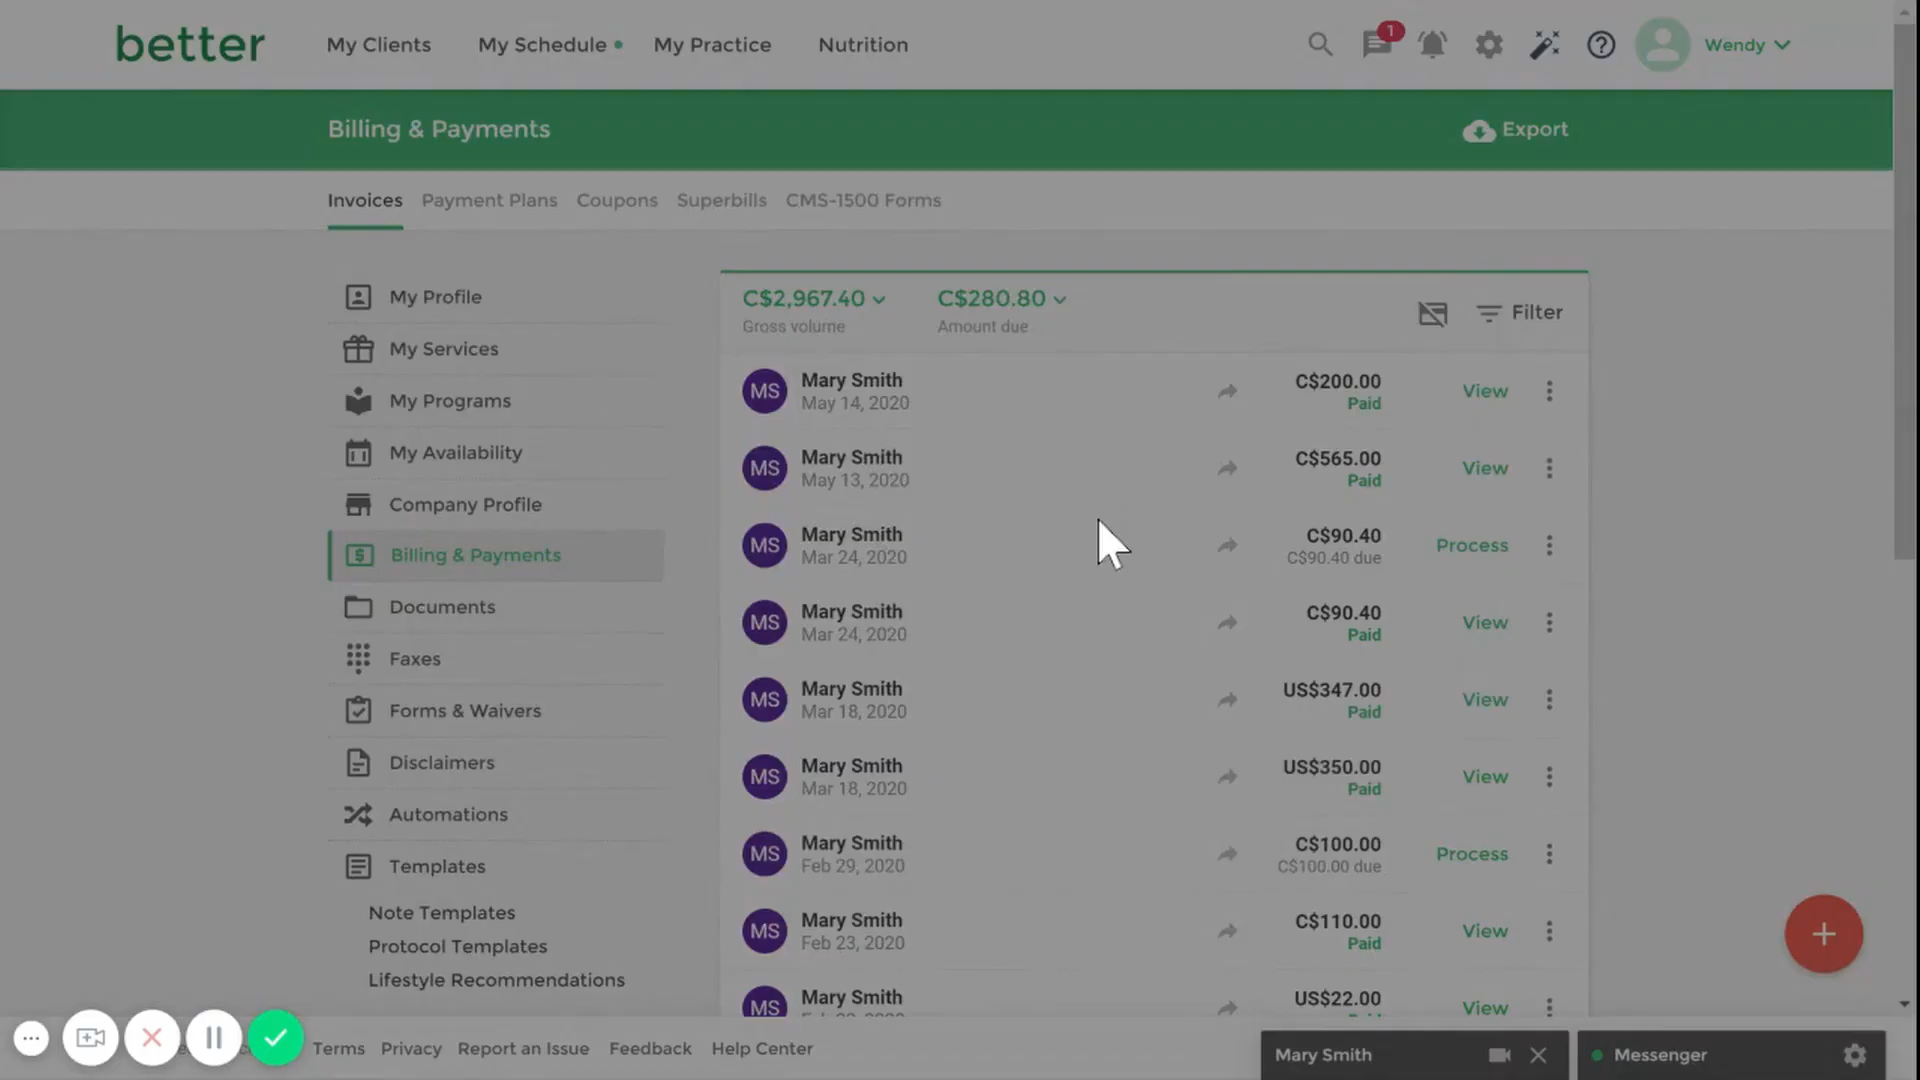 better
My Clients
My Schedule
My Practice
Nutrition
1
Wendy
Billing & Payments
Export
Invoices
Payment Plans
Coupons
Superbills
CMS-1500 Forms
My Profile
My Services
My Programs
My Availability
Company Profile
Billing & Payments
Documents
Faxes
Forms & Waivers
Disclaimers
Automations
Templates
Note Templates
Protocol Templates
Lifestyle Recommendations
C$2,967.40
Gross volume
C$280.80
Amount due
Filter
MS
Mary Smith
May 14, 2020
C$200.00
Paid
View
MS
Mary Smith
May 13, 2020
C$565.00
Paid
View
MS
Mary Smith
Mar 24, 2020
C$90.40
C$90.40 due
Process
MS
Mary Smith
Mar 24, 2020
C$90.40
Paid
View
MS
Mary Smith
Mar 18, 2020
US$347.00
Paid
View
MS
Mary Smith
Mar 18, 2020
US$350.00
Paid
View
MS
Mary Smith
Feb 29, 2020
C$100.00
C$100.00 due
Process
MS
Mary Smith
Feb 23, 2020
C$110.00
Paid
View
MS
Mary Smith
US$22.00
View
Terms
Privacy
Report an Issue
Feedback
Help Center
Mary Smith
Messenger